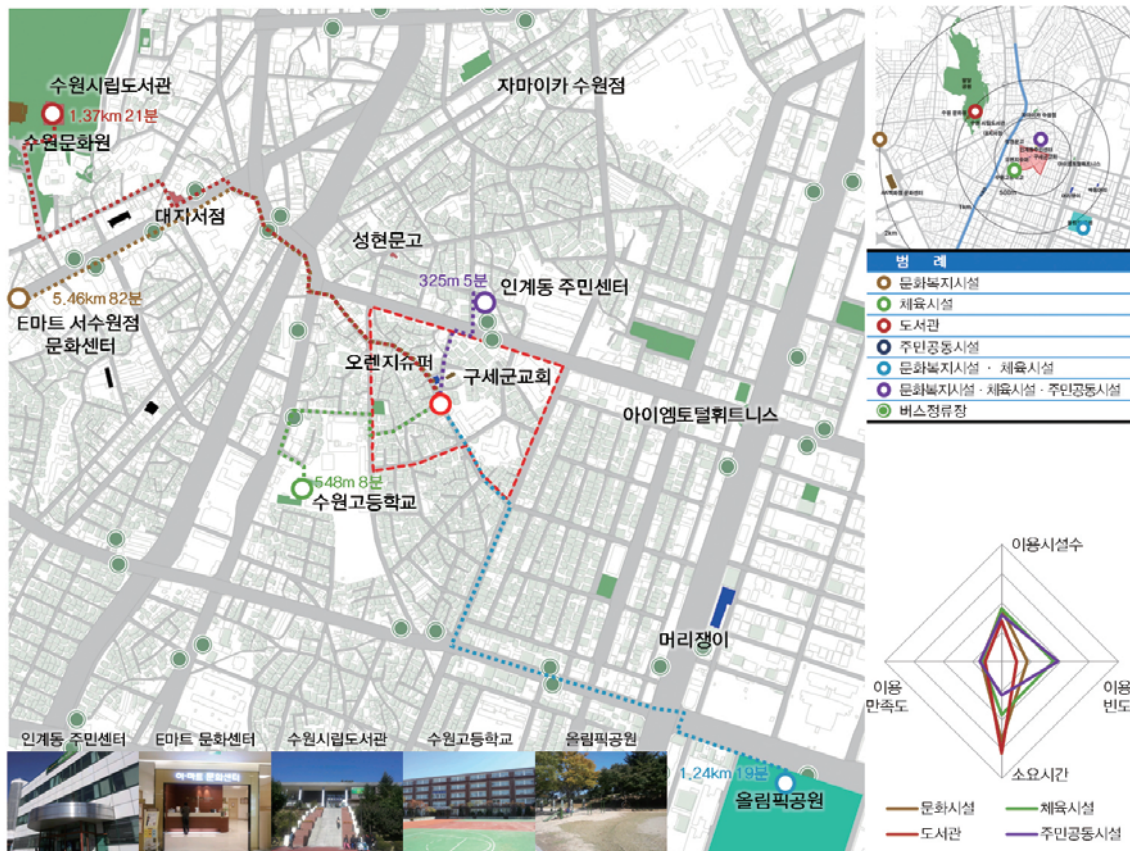 수원시립도서관
1.37km 21분
수원문화원
자마이카 수원점
대지서점
성현문고
325m 5분
인계동 주민센터
5.46km 82분
E마트 서수원점
문화센터
오렌지슈퍼
구세군교회
아이엠토털휘트니스
548m 8분
수원고등학교
머리쟁이
1.24km 19분
올림픽공원
인계동 주민센터
E마트 문화센터
수원시립도서관
수원고등학교
올림픽공원
500m
1km
2km
범 례
문화복지시설
체육시설
도서관
주민공동시설
문화복지시설 · 체육시설
문화복지시설 · 체육시설 · 주민공동시설
버스정류장
이용시설수
이용
만족도
이용
빈도
소요시간
문화시설
체육시설
도서관
주민공동시설